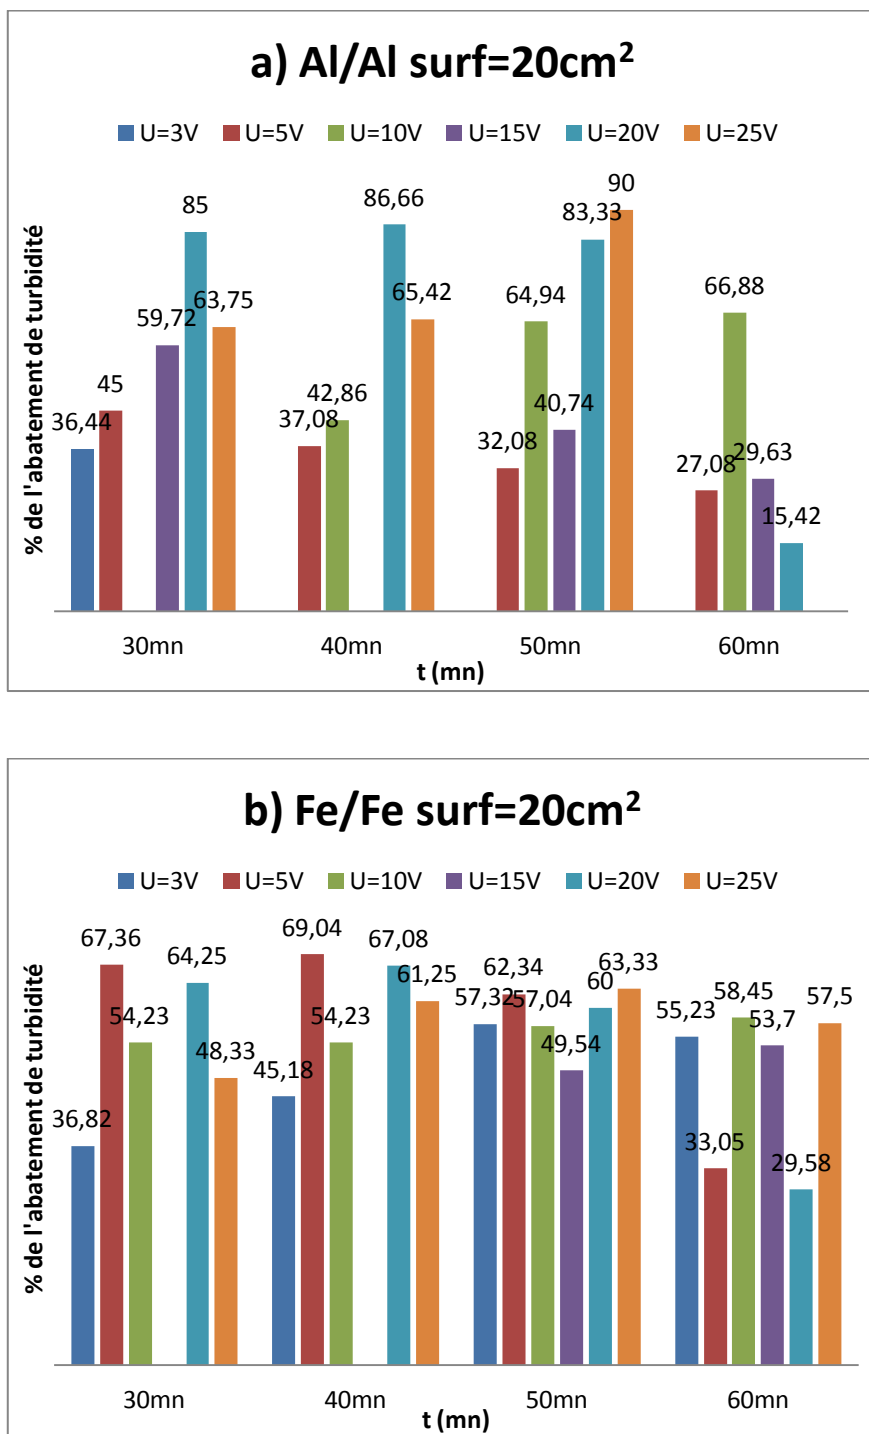 a) Al/Al surf=20cm²
U=3V U=5V U=10V U=15V U=20V U=25V
% de l'abatement de turbidité
36,44 45 59,72 85 63,75
37,08 42,86 86,66 65,42
32,08 64,94 40,74 83,33 90
27,08 66,88 29,63 15,42
30mn 40mn 50mn 60mn
t (mn)
b) Fe/Fe surf=20cm²
U=3V U=5V U=10V U=15V U=20V U=25V
% de l'abatement de turbidité
36,82 67,36 54,23 64,25 48,33
45,18 69,04 54,23 67,08 61,25
57,32 62,34 57,04 49,54 60 63,33
55,23 33,05 58,45 53,7 29,58 57,5
30mn 40mn 50mn 60mn
t (mn)